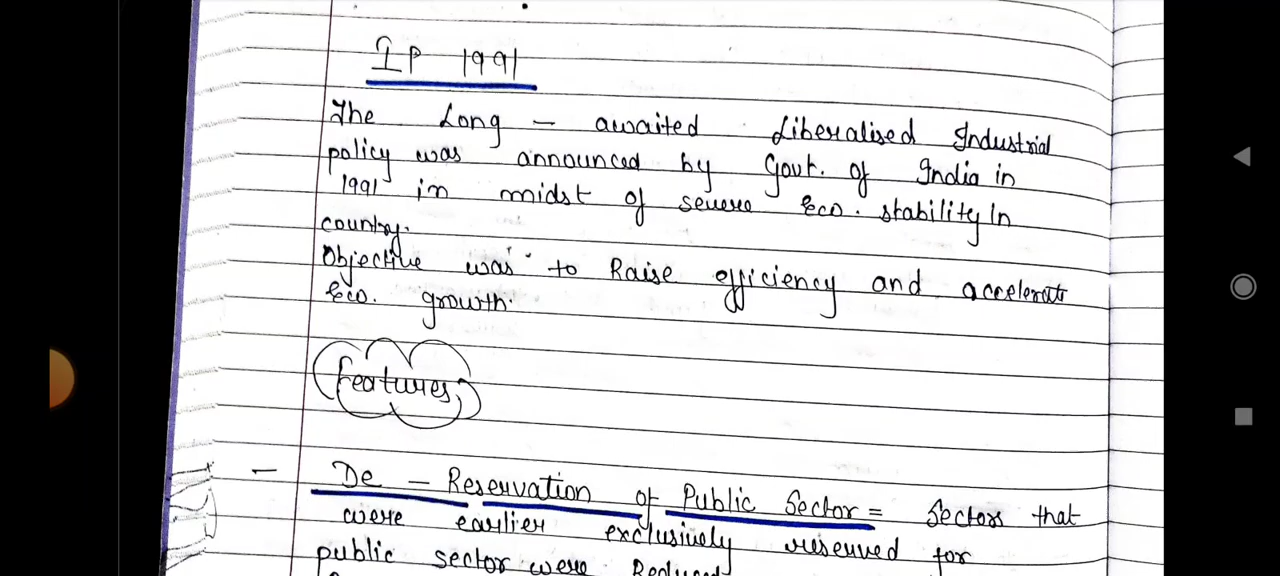 IP 1991
The Long - awaited Liberalised Industrial
policy was announced by Govt. of India in
1991 in midst of severe Eco. stability In
country.
Objective was to Raise efficiency and accelerate
Eco. growth.
Features
- De - Reservation of Public Sector = Sectors that
were earlier exclusively reserved for
public sector were Reduced